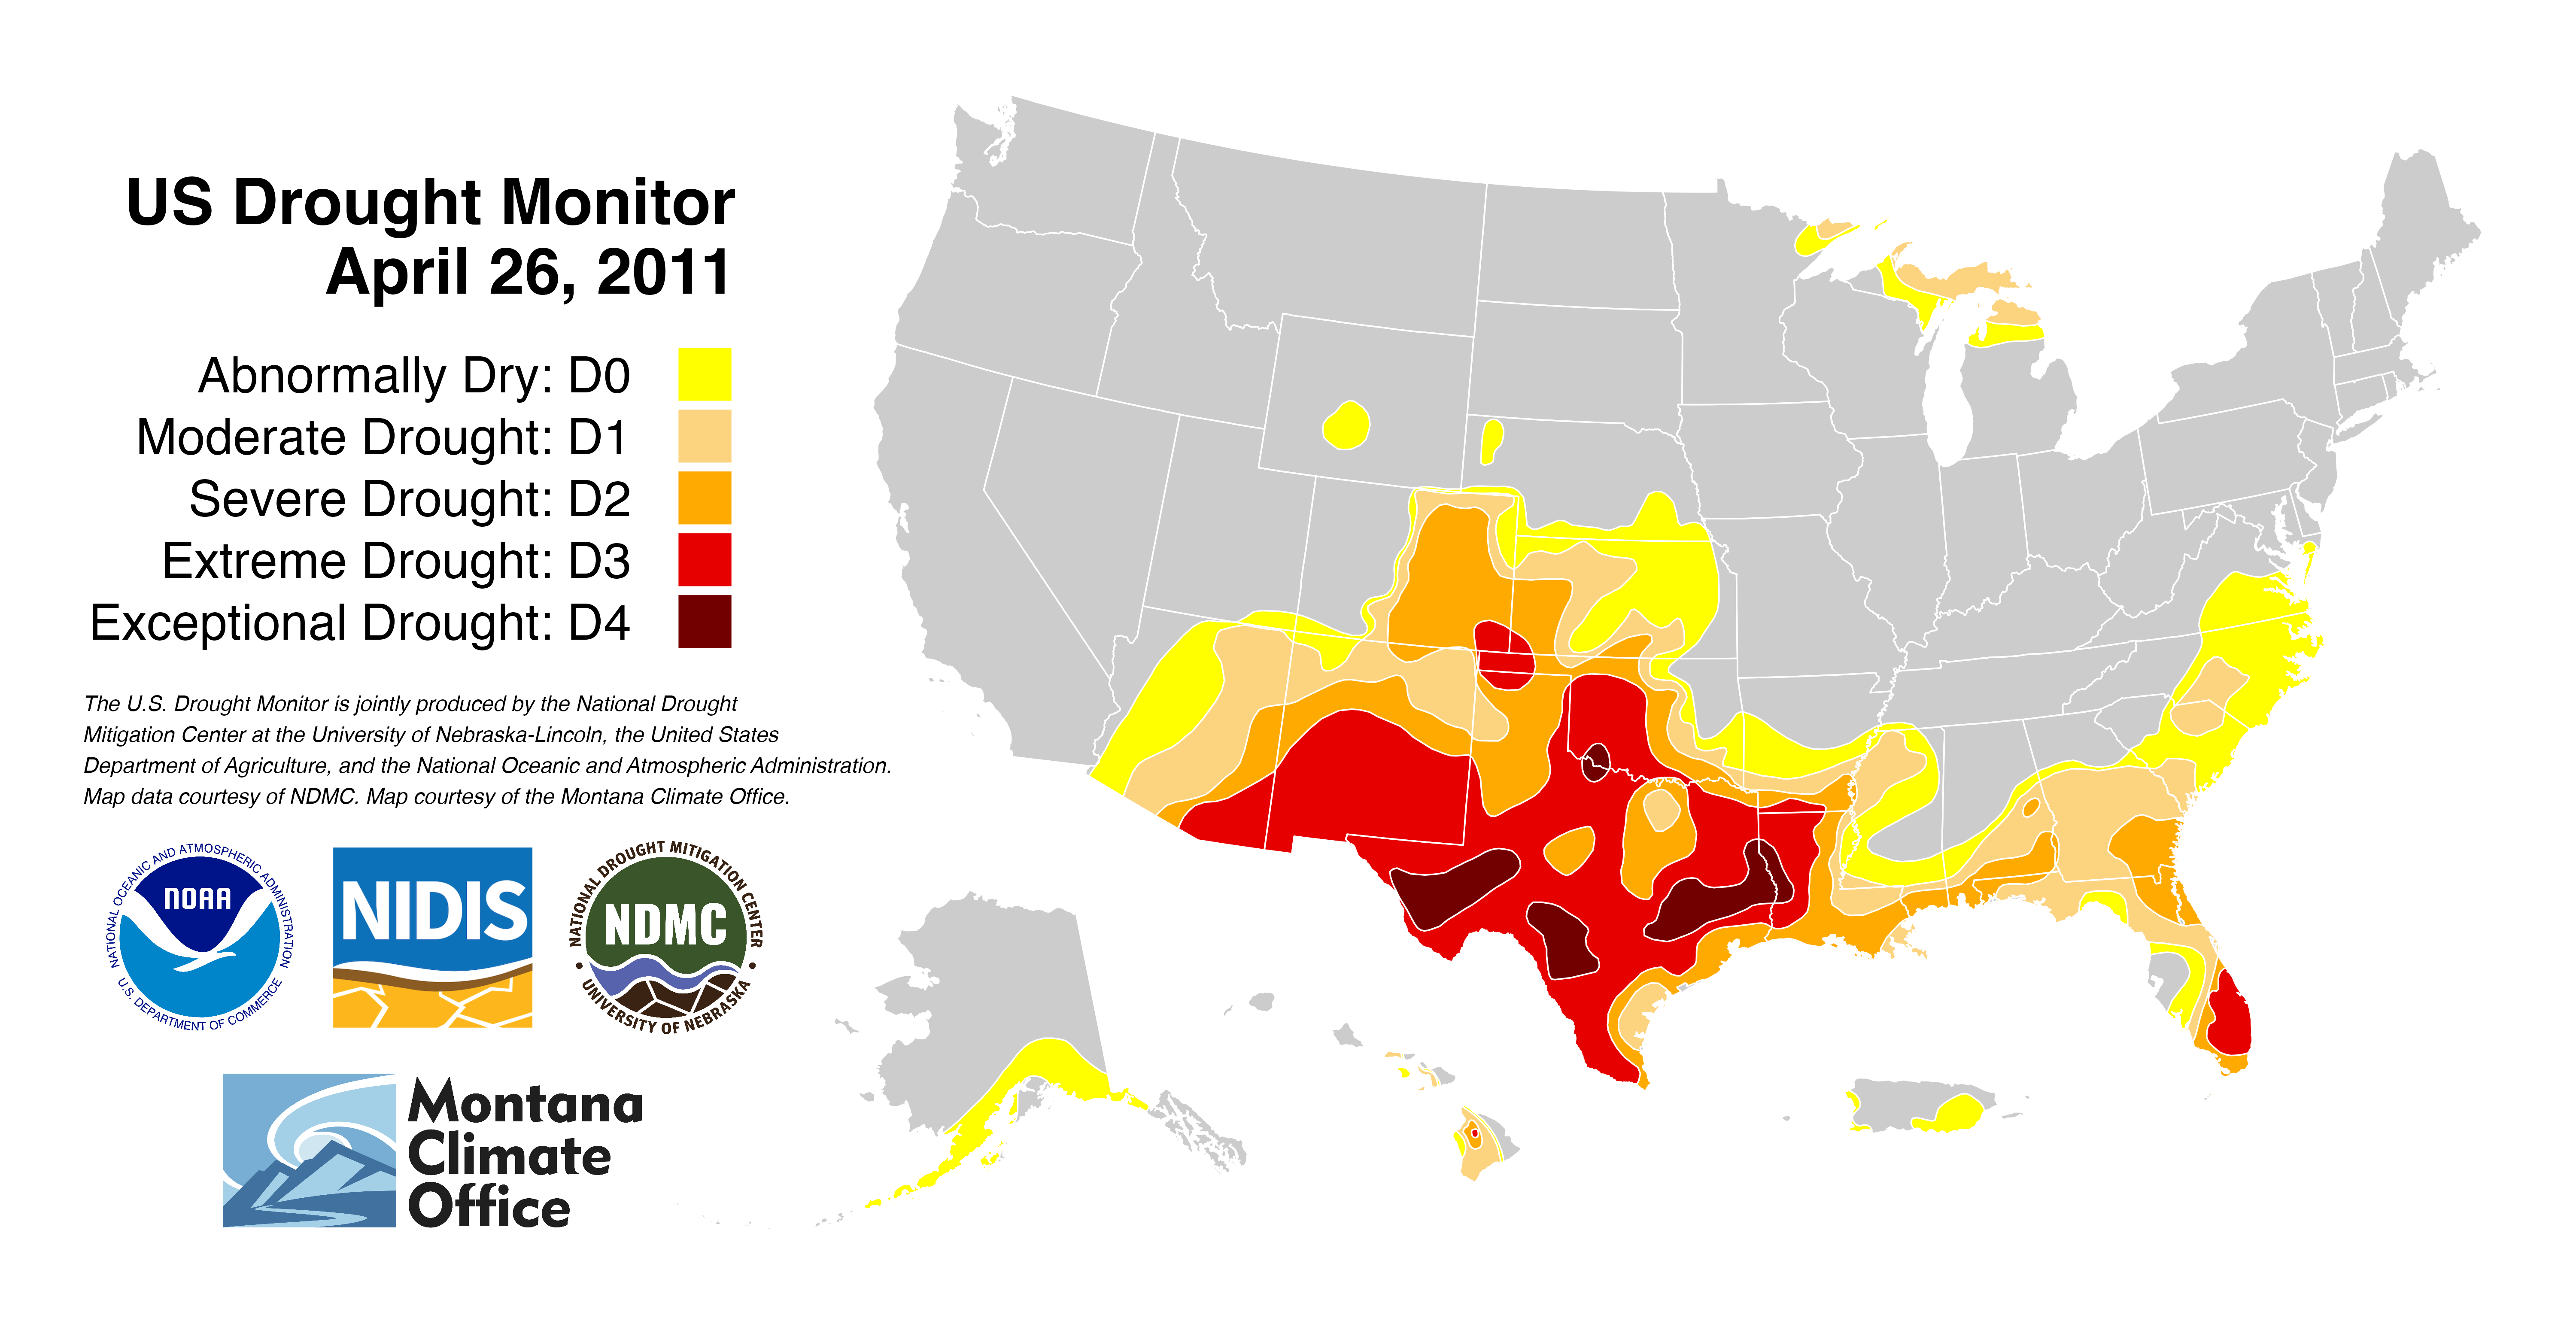 US Drought Monitor
April 26, 2011
Abnormally Dry: D0
Moderate Drought: D1
Severe Drought: D2
Extreme Drought: D3
Exceptional Drought: D4
The U.S. Drought Monitor is jointly produced by the National Drought
Mitigation Center at the University of Nebraska-Lincoln, the United States
Department of Agriculture, and the National Oceanic and Atmospheric Administration.
Map data courtesy of NDMC. Map courtesy of the Montana Climate Office.
NATIONAL OCEANIC AND ATMOSPHERIC ADMINISTRATION
NOAA
U.S. DEPARTMENT OF COMMERCE
NIDIS
NATIONAL DROUGHT MITIGATION CENTER
NDMC
UNIVERSITY OF NEBRASKA
Montana
Climate
Office